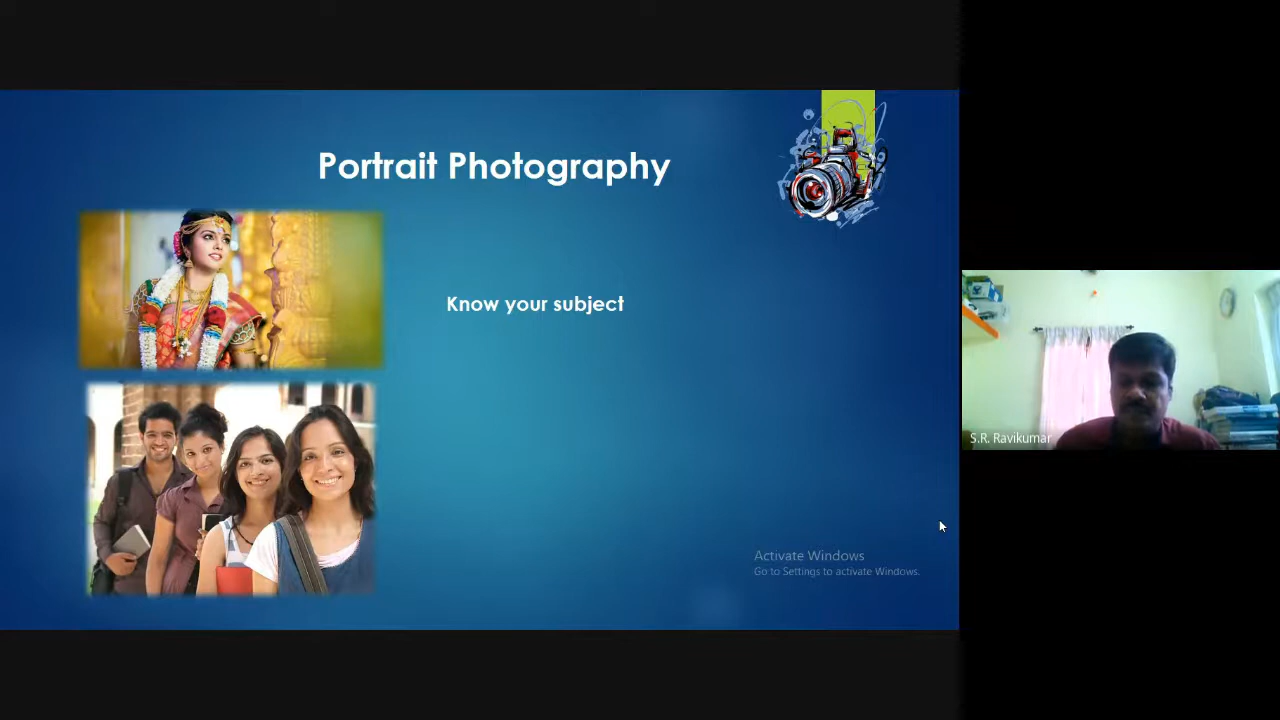 Portrait Photography
Know your subject
S.R. Ravikumar
Activate Windows
Go to Settings to activate Windows.